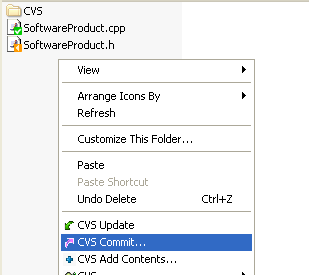 CVS
SoftwareProduct.cpp
SoftwareProduct.h
View
Arrange Icons By
Refresh
Customize This Folder...
Paste
Paste Shortcut
Undo Delete Ctrl+Z
CVS Update
CVS Commit...
CVS Add Contents...
CVS